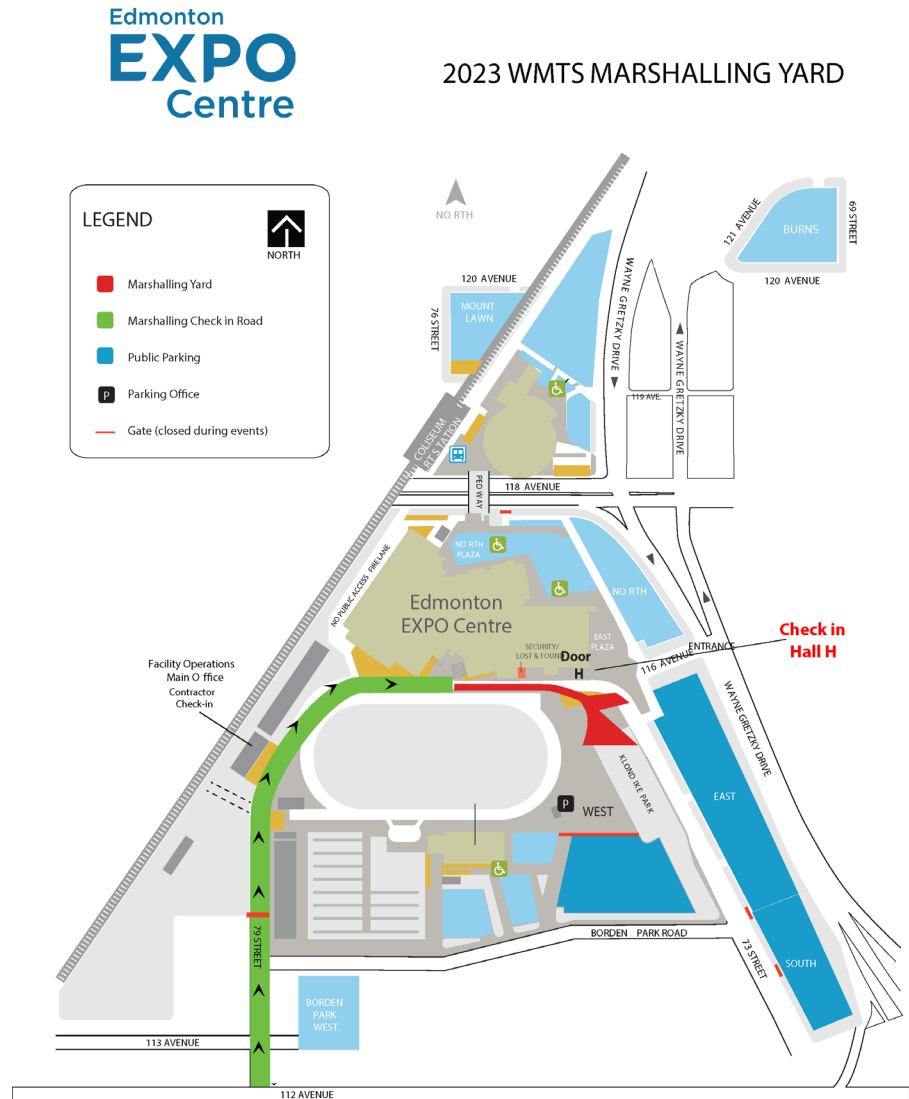 Edmonton
EXPO
Centre
2023 WMTS MARSHALLING YARD
LEGEND
NORTH
Marshalling Yard
Marshalling Check in Road
Public Parking
P
Parking Office
Gate (closed during events)
NO RTH
121 AVENUE
BURNS
69 STREET
120 AVENUE
120 AVENUE
76 STREET
MOUNT
LAWN
WAYNE GRETZKY DRIVE
WAYNE GRETZKY DRIVE
119 AVE.
COLISEUM
LRT STATION
PED WAY
118 AVENUE
NO PUBLIC ACCESS FIRE LANE
NO RTH
PLAZA
NO RTH
Edmonton
EXPO Centre
EAST
PLAZA
SECURITY/
LOST & FOUND
Door
H
Check in
Hall H
ENTRANCE
116 AVENUE
Facility Operations
Main O ffice
Contractor
Check-in
WAYNE GRETZKY DRIVE
KLOND IKE PARK
P
WEST
EAST
79 STREET
BORDEN PARK ROAD
73 STREET
SOUTH
BORDEN
PARK
WEST
113 AVENUE
112 AVENUE